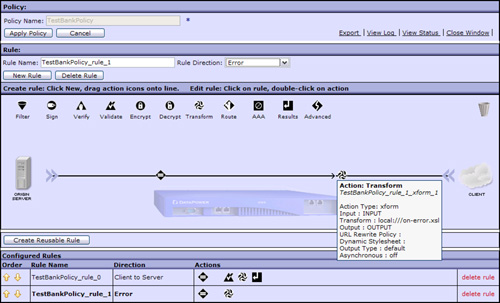 Policy:
Policy Name: TestBankPolicy *
Apply Policy Cancel Export | View Log | View Status | Close Window |
Rule:
Rule Name: TestBankPolicy_rule_1 Rule Direction: Error
New Rule Delete Rule
Create rule: Click New, drag action icons onto line. Edit rule: Click on rule, double-click on action
Filter Sign Verify Validate Encrypt Decrypt Transform Route AAA Results Advanced
ORIGIN SERVER
CLIENT
Action: Transform
TestBankPolicy_rule_1_xform_1
Action Type: xform
Input : INPUT
Transform : local:///on-error.xsl
Output : OUTPUT
URL Rewrite Policy :
Dynamic Stylesheet :
Output Type : default
Asynchronous : off
Create Reusable Rule
Configured Rules
Order Rule Name Direction Actions
TestBankPolicy_rule_0 Client to Server delete rule
TestBankPolicy_rule_1 Error delete rule